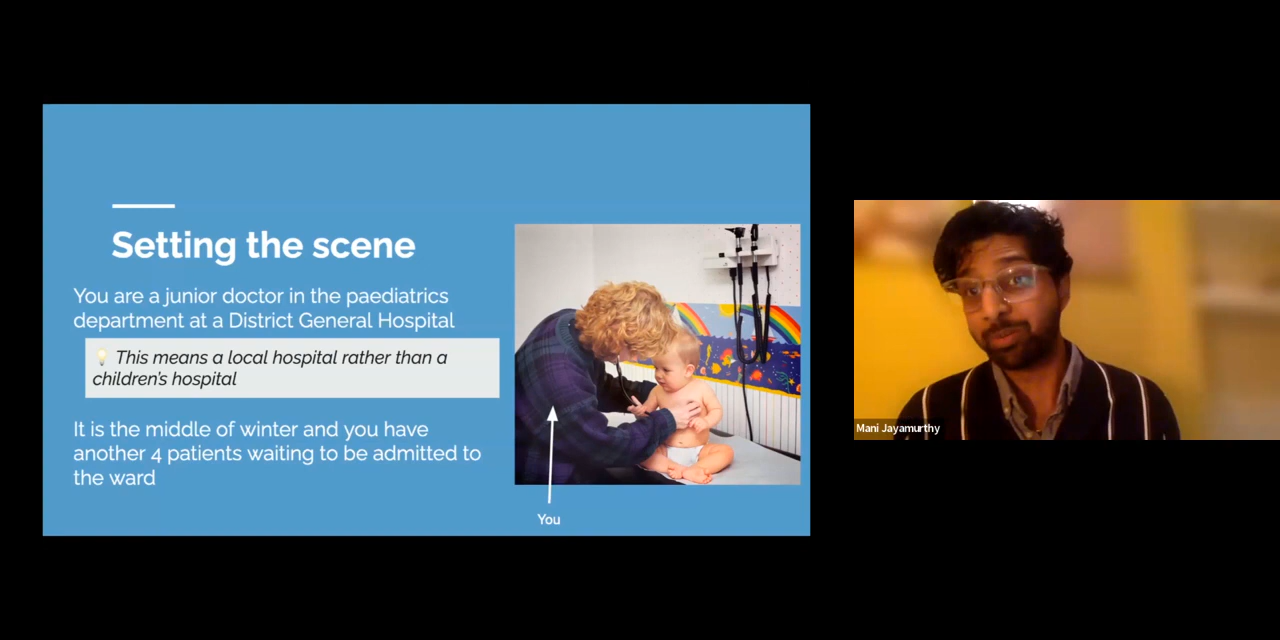 Setting the scene
You are a junior doctor in the paediatrics
department at a District General Hospital
💡 This means a local hospital rather than a
children's hospital
It is the middle of winter and you have
another 4 patients waiting to be admitted to
the ward
You
Mani Jayamurthy